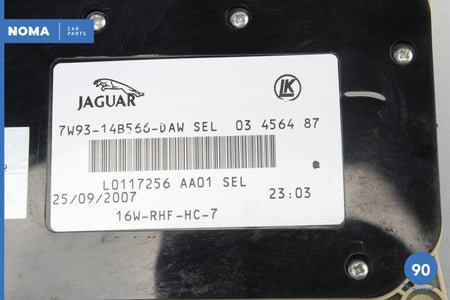 NOMA CAR PARTS
JAGUAR LK
7W93-14B566-DAW SEL 03 4564 87
L0117256 AA01 SEL
25/09/2007 23:03
16W-RHF-HC-7
90